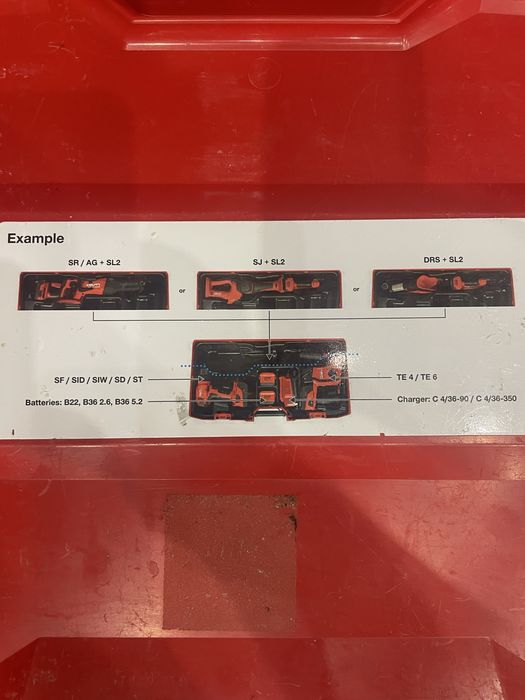 Example
SR / AG + SL2
SJ + SL2
DRS + SL2
or
or
SF / SID / SIW / SD / ST
TE 4 / TE 6
Batteries: B22, B36 2.6, B36 5.2
Charger: C 4/36-90 / C 4/36-350